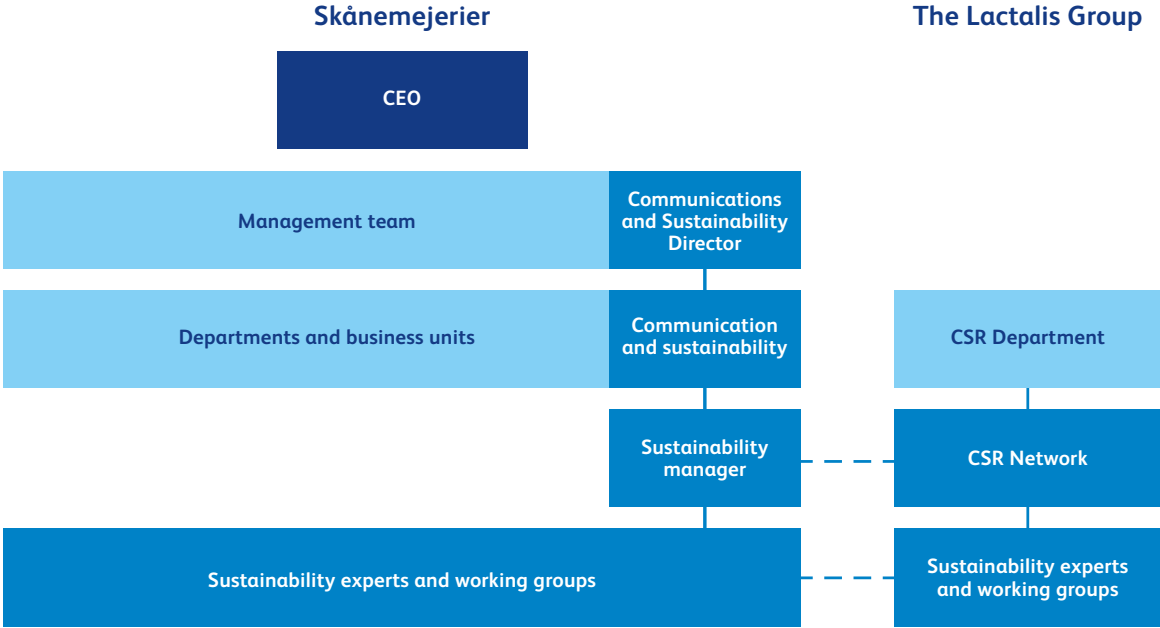 Skånemejerier
The Lactalis Group
CEO
Management team
Communications
and Sustainability
Director
Departments and business units
Communication
and sustainability
CSR Department
Sustainability
manager
CSR Network
Sustainability experts and working groups
Sustainability experts
and working groups